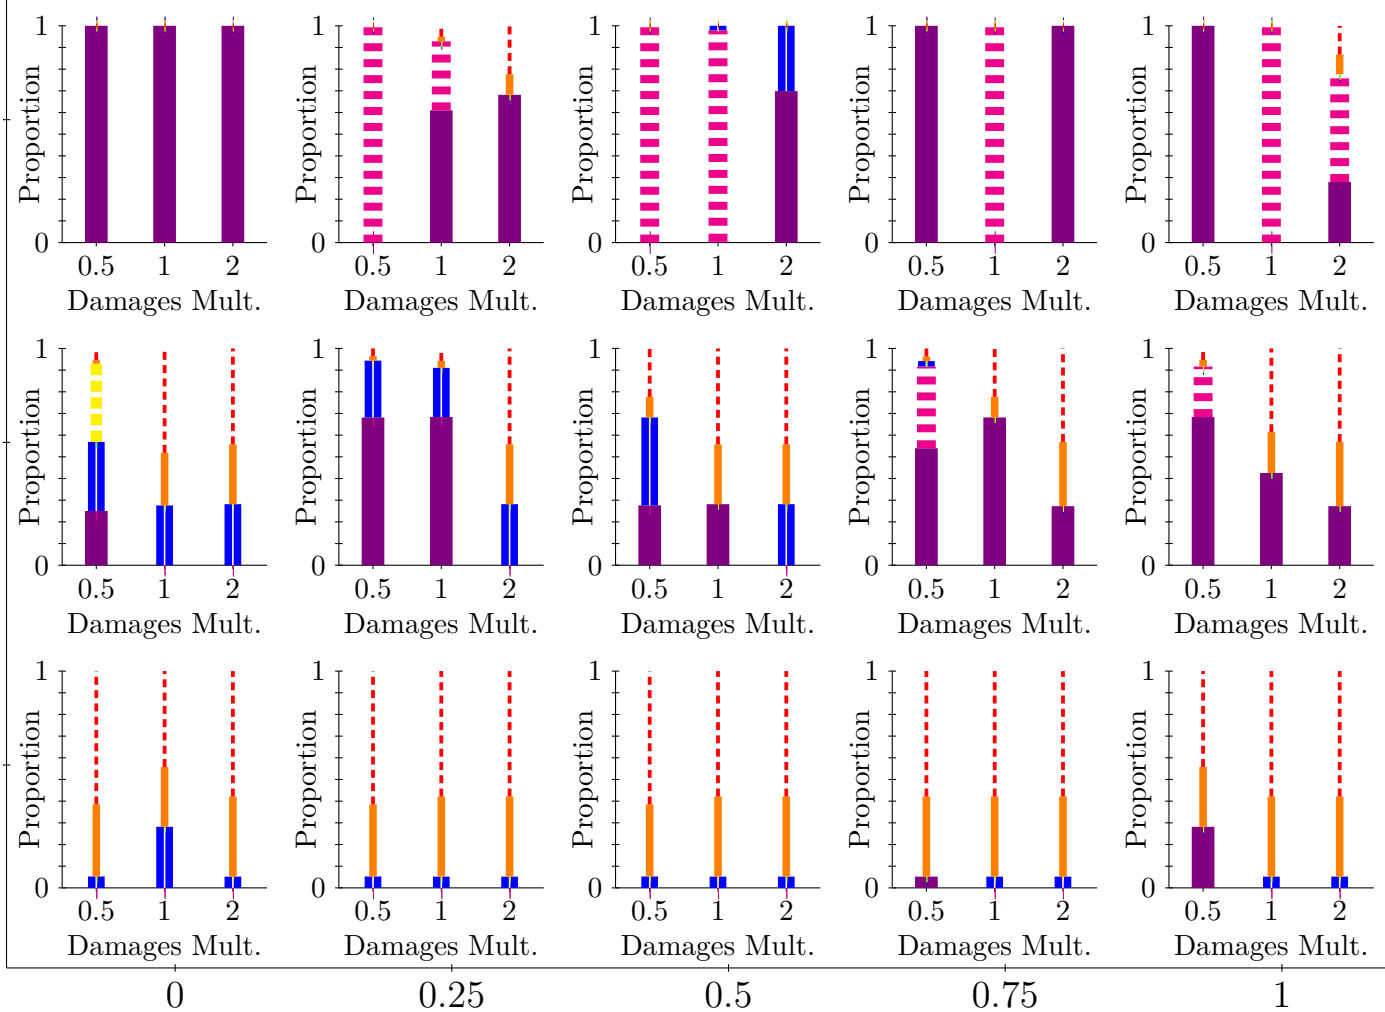 1 1 1 1 1
Proportion Proportion Proportion Proportion Proportion
0 0 0 0 0
0.5 1 2 0.5 1 2 0.5 1 2 0.5 1 2 0.5 1 2
Damages Mult. Damages Mult. Damages Mult. Damages Mult. Damages Mult.
1 1 1 1 1
Proportion Proportion Proportion Proportion Proportion
0 0 0 0 0
0.5 1 2 0.5 1 2 0.5 1 2 0.5 1 2 0.5 1 2
Damages Mult. Damages Mult. Damages Mult. Damages Mult. Damages Mult.
1 1 1 1 1
Proportion Proportion Proportion Proportion Proportion
0 0 0 0 0
0.5 1 2 0.5 1 2 0.5 1 2 0.5 1 2 0.5 1 2
Damages Mult. Damages Mult. Damages Mult. Damages Mult. Damages Mult.
0 0.25 0.5 0.75 1